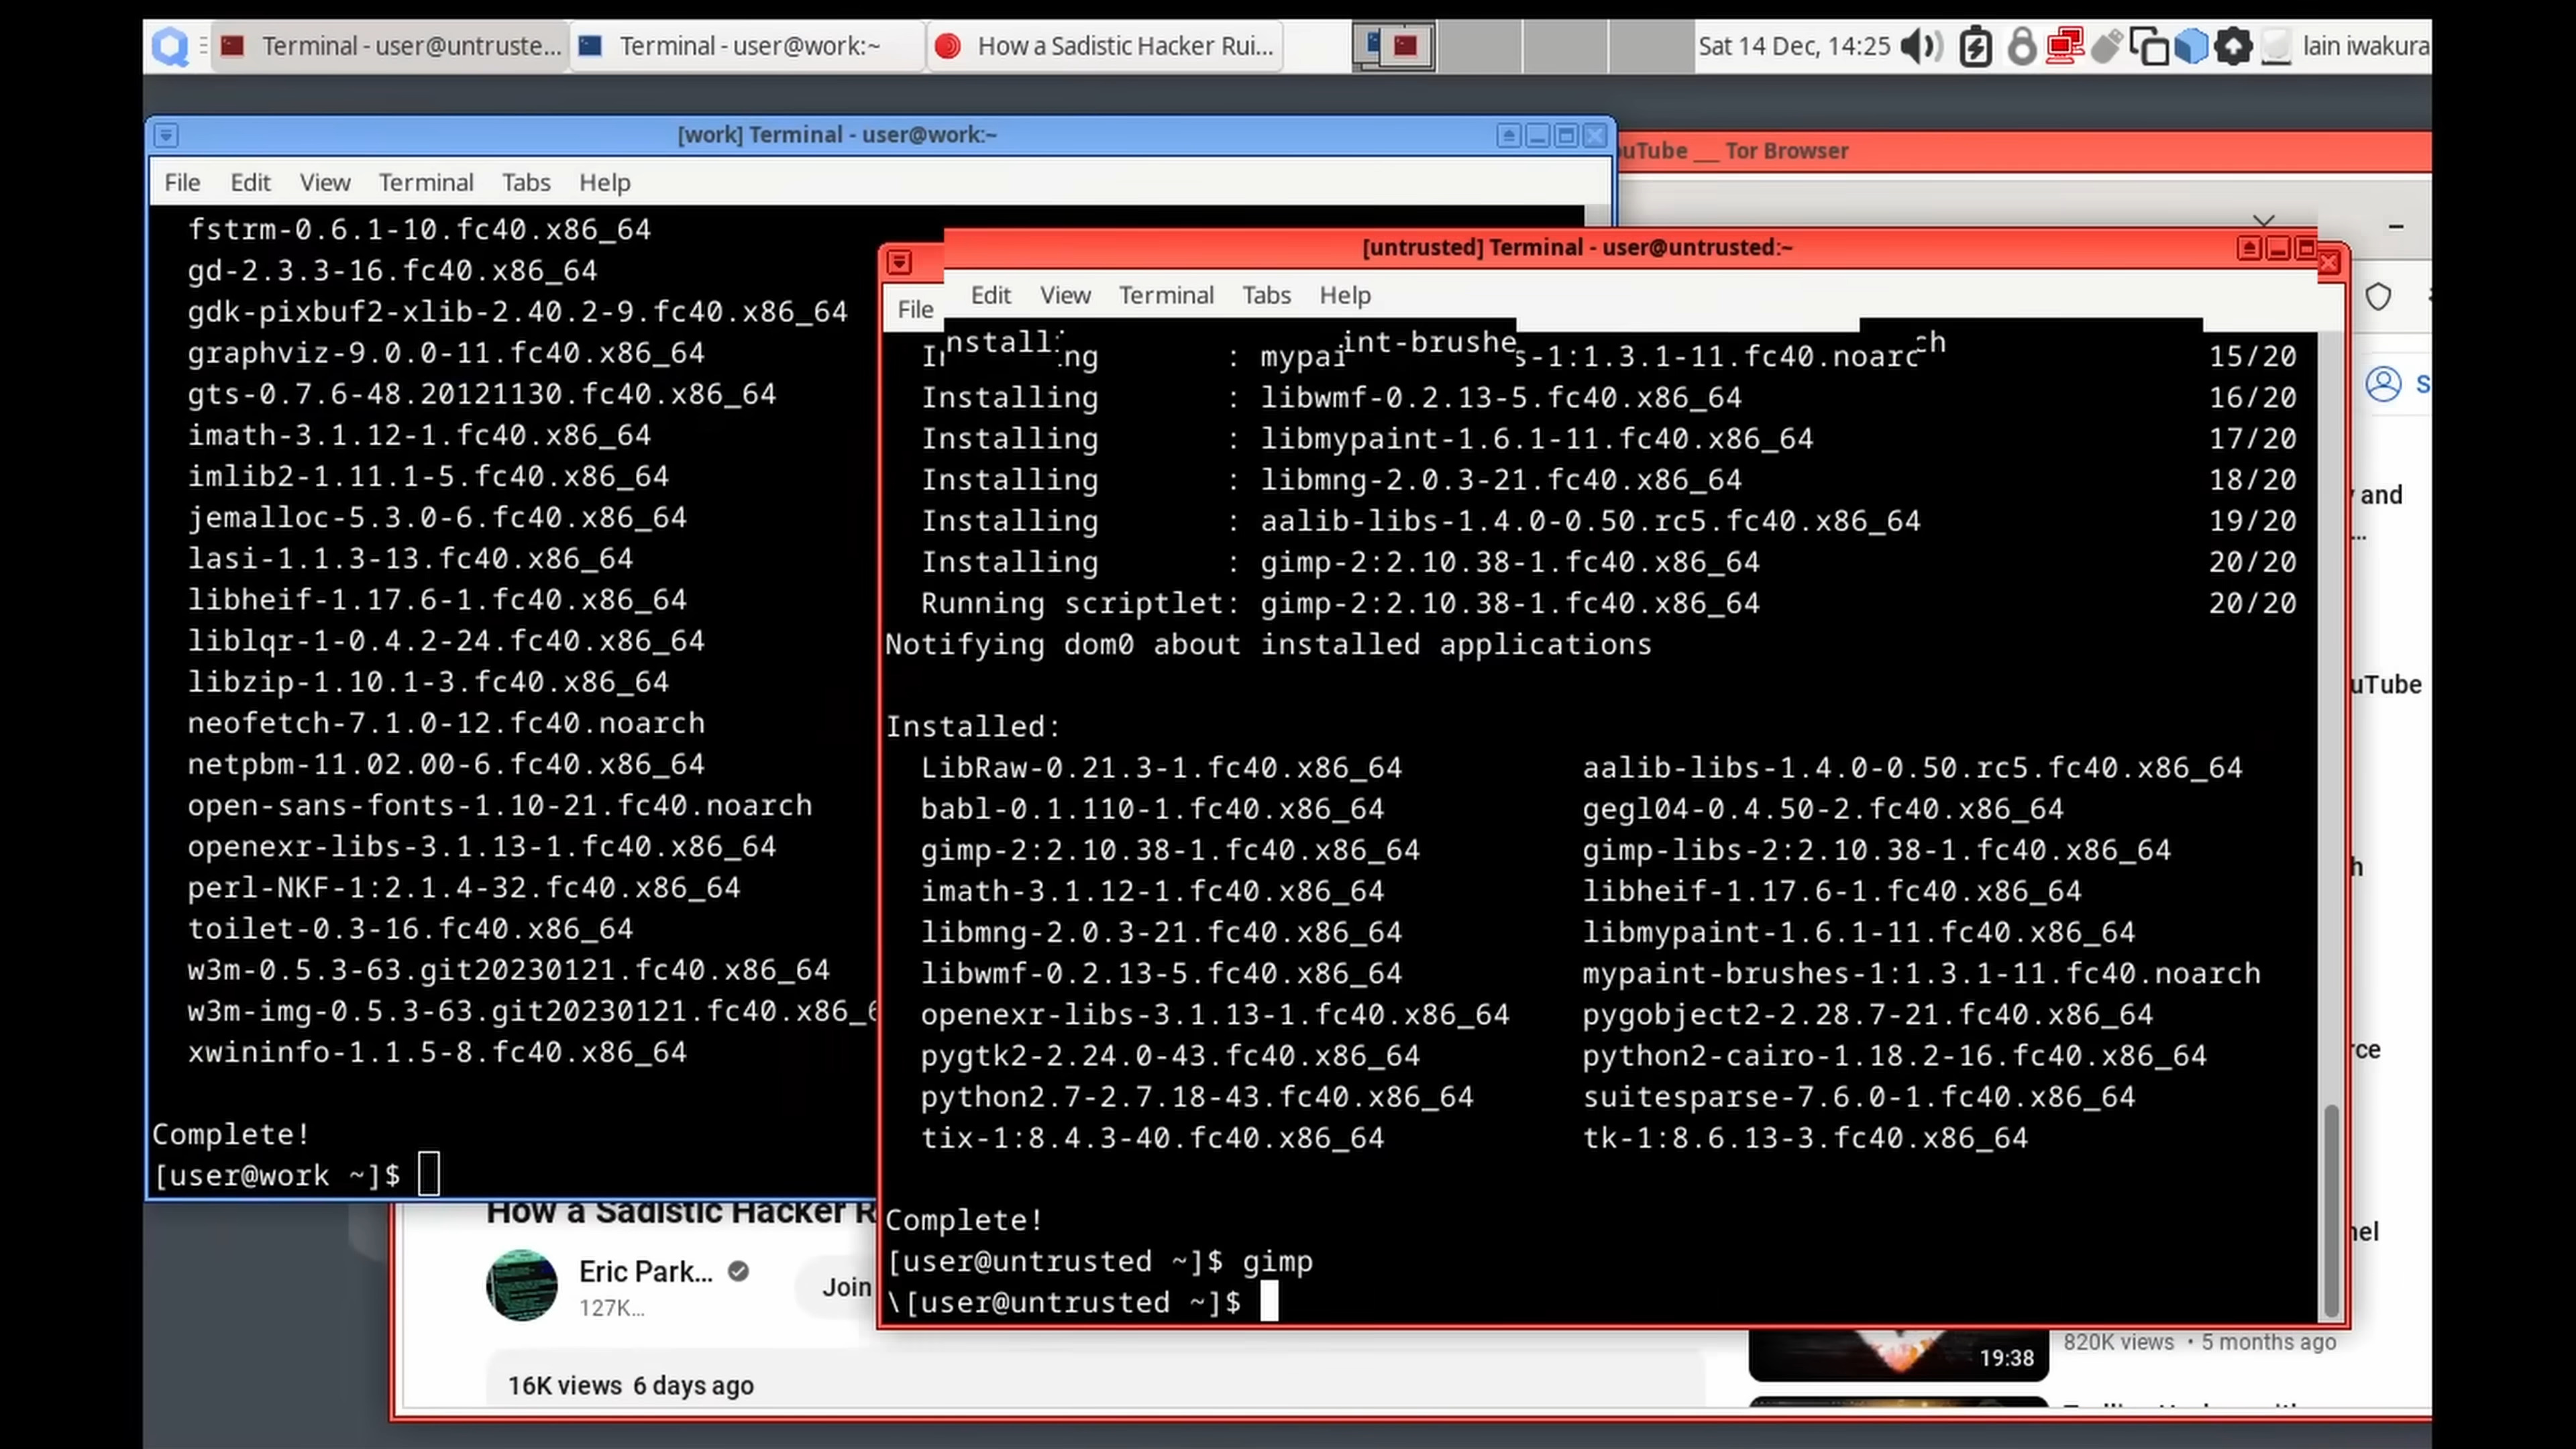 Terminal - user@untruste...
Terminal - user@work:~
How a Sadistic Hacker Rui...
Sat 14 Dec, 14:25
lain iwakura
[work] Terminal - user@work:~
File Edit View Terminal Tabs Help
fstrm-0.6.1-10.fc40.x86_64
gd-2.3.3-16.fc40.x86_64
gdk-pixbuf2-xlib-2.40.2-9.fc40.x86_64
graphviz-9.0.0-11.fc40.x86_64
gts-0.7.6-48.20121130.fc40.x86_64
imath-3.1.12-1.fc40.x86_64
imlib2-1.11.1-5.fc40.x86_64
jemalloc-5.3.0-6.fc40.x86_64
lasi-1.1.3-13.fc40.x86_64
libheif-1.17.6-1.fc40.x86_64
liblqr-1-0.4.2-24.fc40.x86_64
libzip-1.10.1-3.fc40.x86_64
neofetch-7.1.0-12.fc40.noarch
netpbm-11.02.00-6.fc40.x86_64
open-sans-fonts-1.10-21.fc40.noarch
openexr-libs-3.1.13-1.fc40.x86_64
perl-NKF-1:2.1.4-32.fc40.x86_64
toilet-0.3-16.fc40.x86_64
w3m-0.5.3-63.git20230121.fc40.x86_64
w3m-img-0.5.3-63.git20230121.fc40.x86_6
xwininfo-1.1.5-8.fc40.x86_64
Complete!
[user@work ~]$
uTube __ Tor Browser
[untrusted] Terminal - user@untrusted:~
File Edit View Terminal Tabs Help
Installing : mypaint-brushes-1:1.3.1-11.fc40.noarch 15/20
Installing : libwmf-0.2.13-5.fc40.x86_64 16/20
Installing : libmypaint-1.6.1-11.fc40.x86_64 17/20
Installing : libmng-2.0.3-21.fc40.x86_64 18/20
Installing : aalib-libs-1.4.0-0.50.rc5.fc40.x86_64 19/20
Installing : gimp-2:2.10.38-1.fc40.x86_64 20/20
Running scriptlet: gimp-2:2.10.38-1.fc40.x86_64 20/20
Notifying dom0 about installed applications
Installed:
LibRaw-0.21.3-1.fc40.x86_64 aalib-libs-1.4.0-0.50.rc5.fc40.x86_64
babl-0.1.110-1.fc40.x86_64 gegl04-0.4.50-2.fc40.x86_64
gimp-2:2.10.38-1.fc40.x86_64 gimp-libs-2:2.10.38-1.fc40.x86_64
imath-3.1.12-1.fc40.x86_64 libheif-1.17.6-1.fc40.x86_64
libmng-2.0.3-21.fc40.x86_64 libmypaint-1.6.1-11.fc40.x86_64
libwmf-0.2.13-5.fc40.x86_64 mypaint-brushes-1:1.3.1-11.fc40.noarch
openexr-libs-3.1.13-1.fc40.x86_64 pygobject2-2.28.7-21.fc40.x86_64
pygtk2-2.24.0-43.fc40.x86_64 python2-cairo-1.18.2-16.fc40.x86_64
python2.7-2.7.18-43.fc40.x86_64 suitesparse-7.6.0-1.fc40.x86_64
tix-1:8.4.3-40.fc40.x86_64 tk-1:8.6.13-3.fc40.x86_64
Complete!
[user@untrusted ~]$ gimp
\[user@untrusted ~]$
S
and
...
uTube
h
rce
nel
How a Sadistic Hacker R
Eric Park...
127K...
Join
16K views 6 days ago
19:38
820K views • 5 months ago